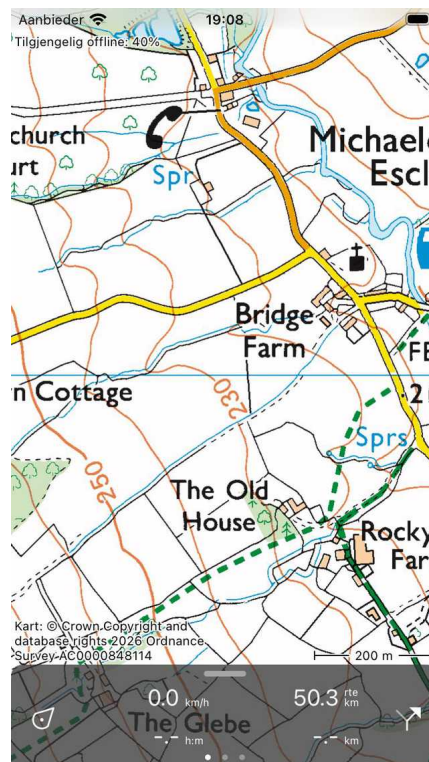 Aanbieder 19:08
Tilgjengelig offline: 40%
church
urt
Michael
Escl
Spr
Bridge
Farm
FB
n Cottage
230
2
Sprs
250
The Old
House
Rocky
Far
Kart: © Crown Copyright and
database rights 2026 Ordnance
Survey AC0000848114
200 m
0.0 km/h
50.3 rte km
-.- h:m
-.- km
The Glebe